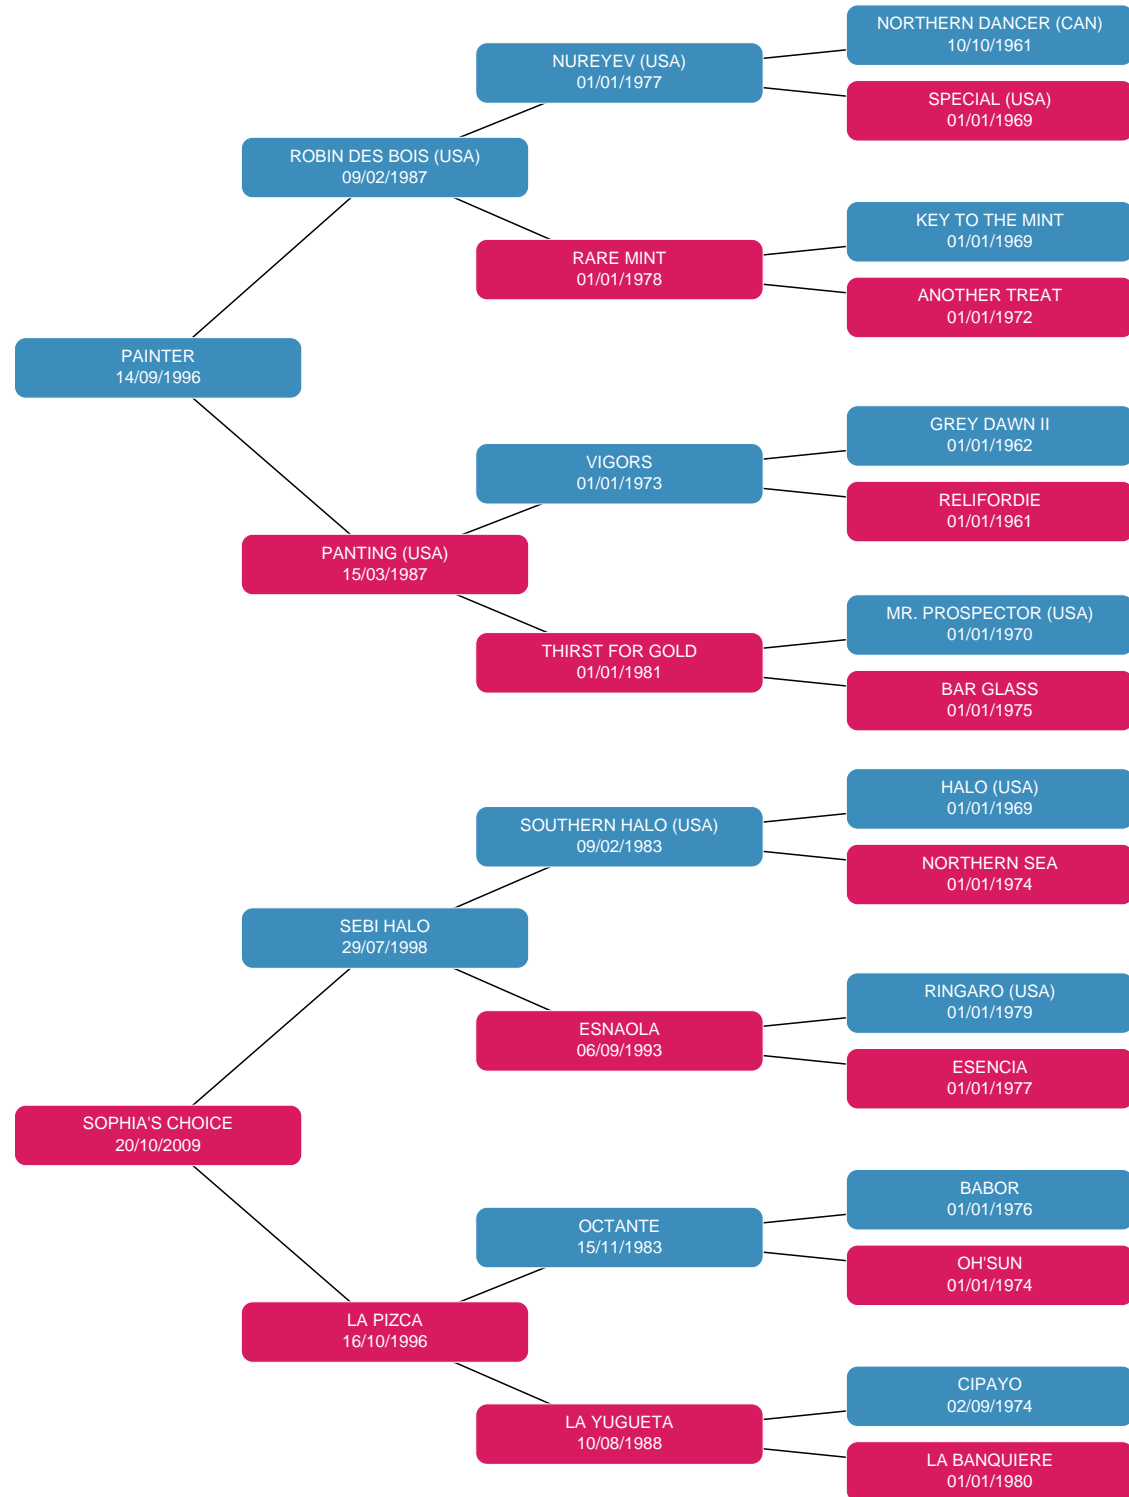 NORTHERN DANCER (CAN)
10/10/1961
NUREYEV (USA)
01/01/1977
SPECIAL (USA)
01/01/1969
ROBIN DES BOIS (USA)
09/02/1987
KEY TO THE MINT
01/01/1969
RARE MINT
01/01/1978
ANOTHER TREAT
01/01/1972
PAINTER
14/09/1996
GREY DAWN II
01/01/1962
VIGORS
01/01/1973
RELIFORDIE
01/01/1961
PANTING (USA)
15/03/1987
MR. PROSPECTOR (USA)
01/01/1970
THIRST FOR GOLD
01/01/1981
BAR GLASS
01/01/1975
HALO (USA)
01/01/1969
SOUTHERN HALO (USA)
09/02/1983
NORTHERN SEA
01/01/1974
SEBI HALO
29/07/1998
RINGARO (USA)
01/01/1979
ESNAOLA
06/09/1993
ESENCIA
01/01/1977
SOPHIA'S CHOICE
20/10/2009
BABOR
01/01/1976
OCTANTE
15/11/1983
OH'SUN
01/01/1974
LA PIZCA
16/10/1996
CIPAYO
02/09/1974
LA YUGUETA
10/08/1988
LA BANQUIERE
01/01/1980